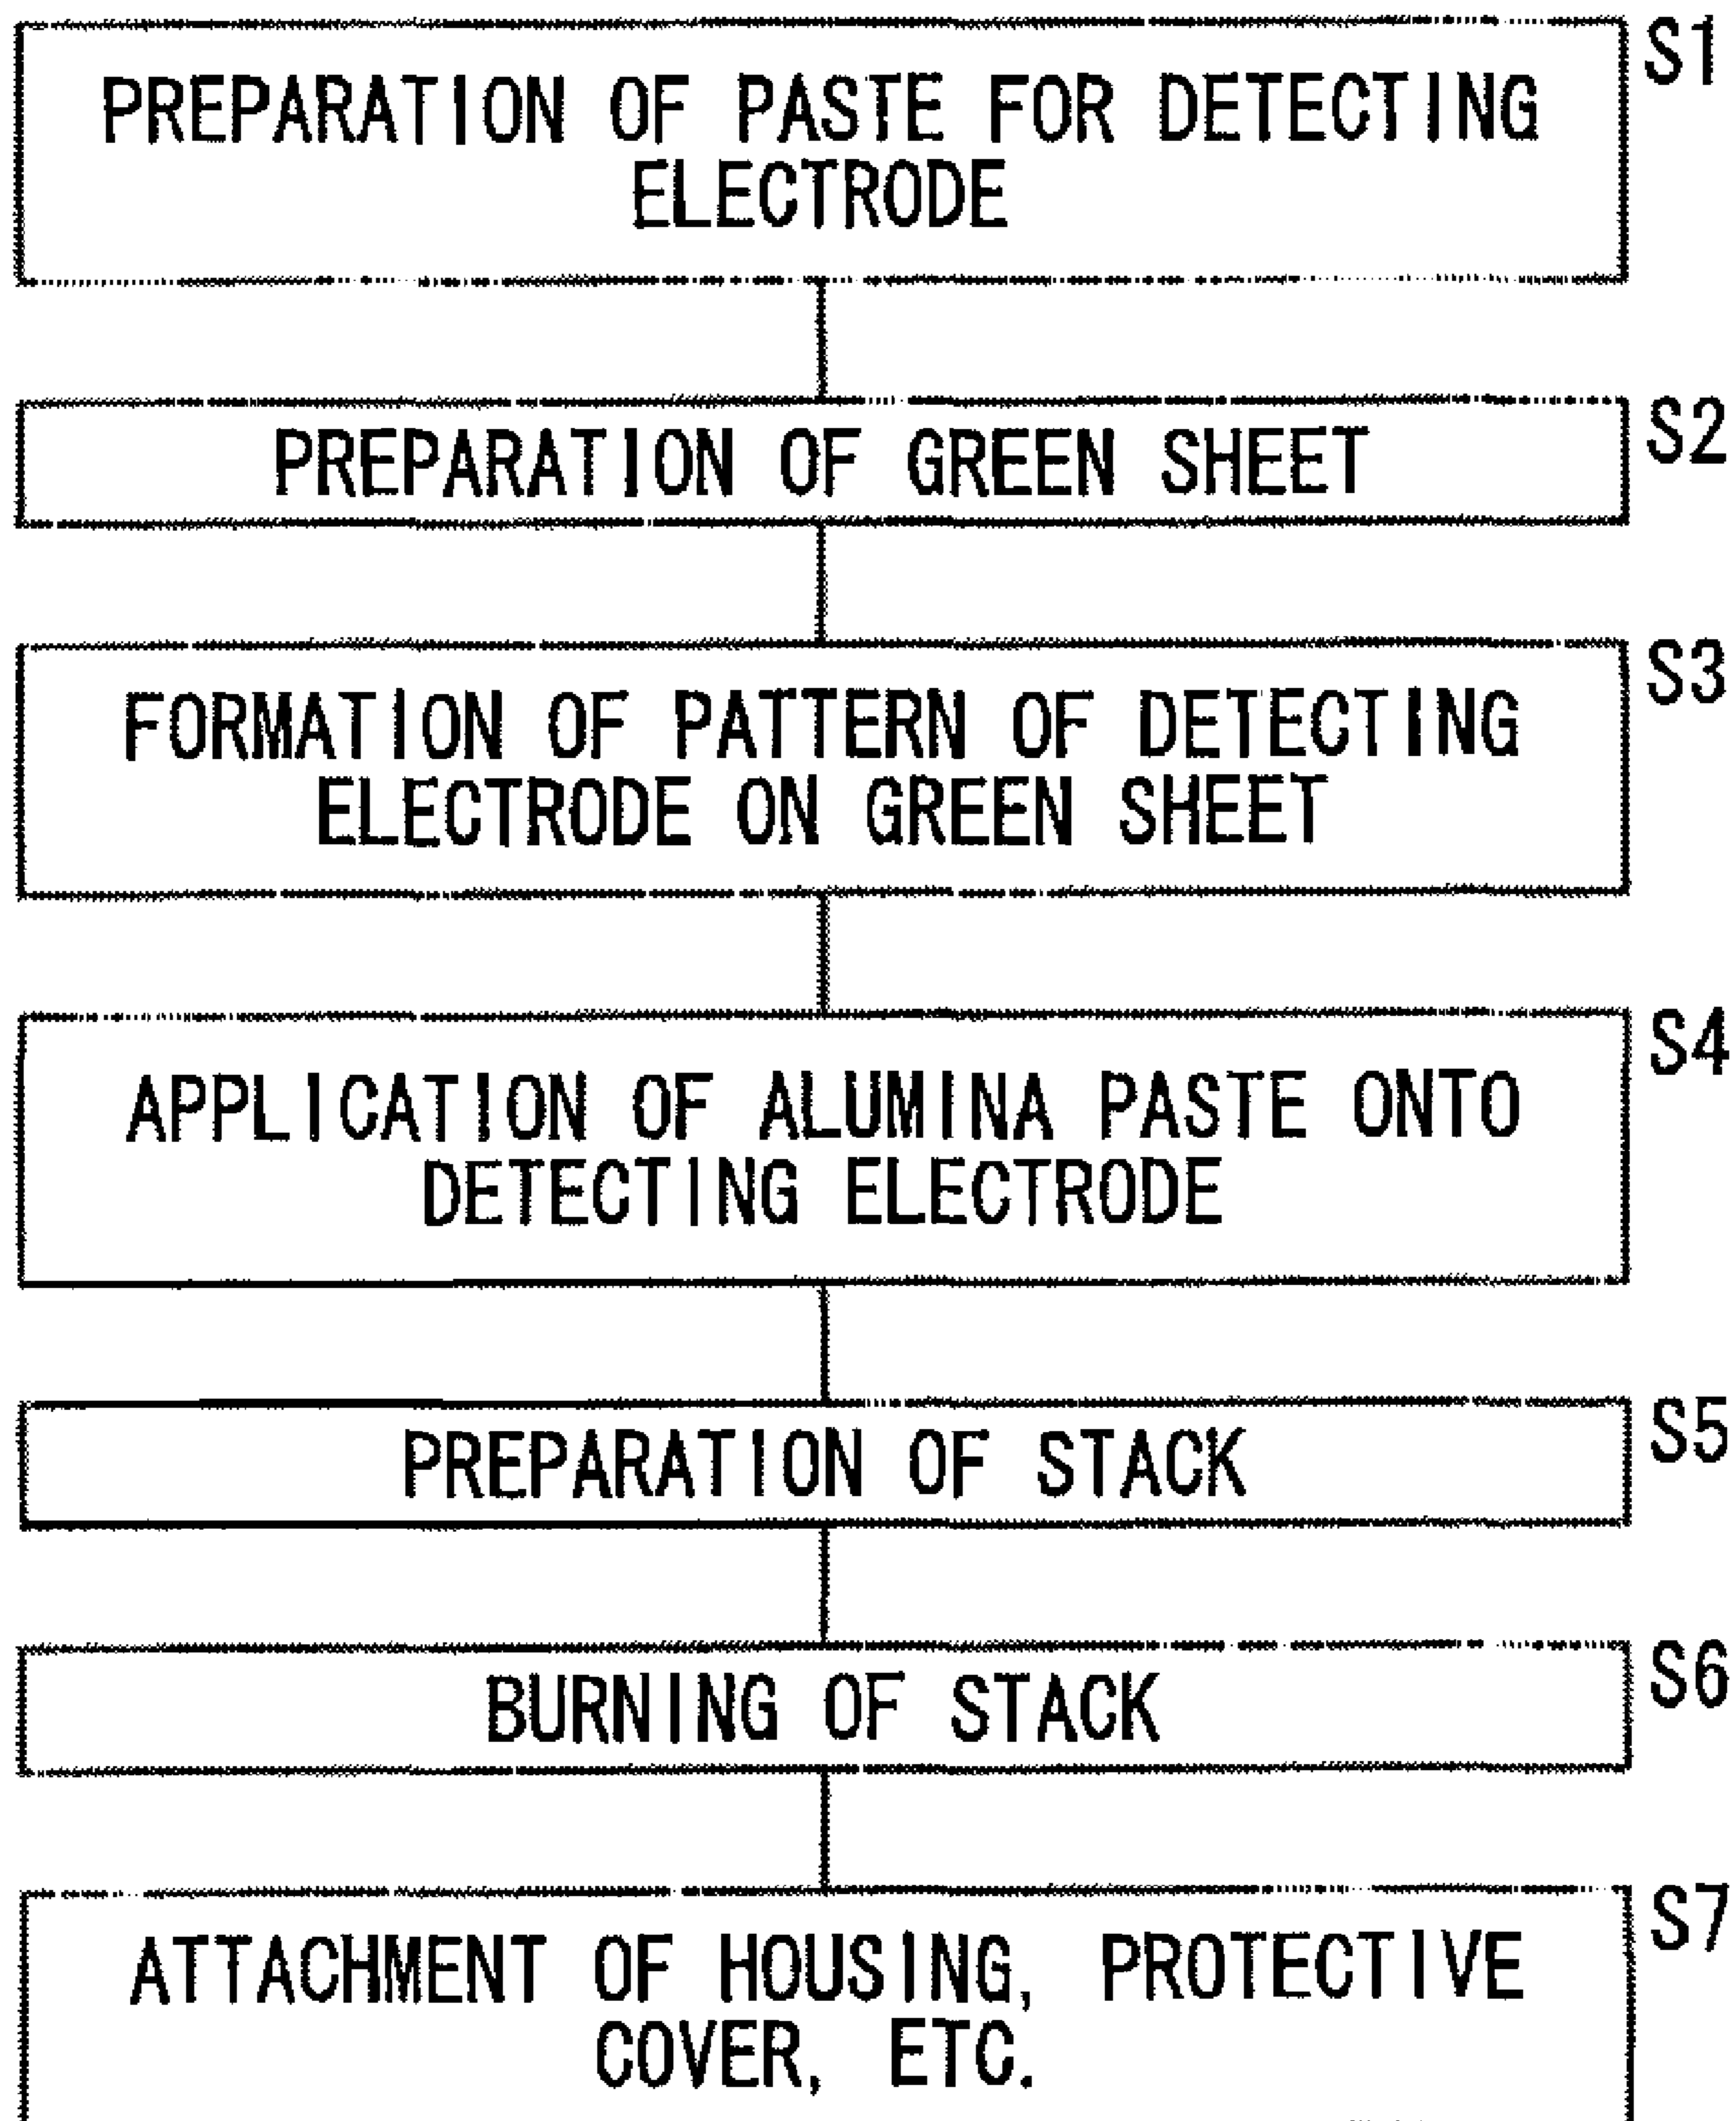 S1
PREPARATION OF PASTE FOR DETECTING
ELECTRODE
S2
PREPARATION OF GREEN SHEET
S3
FORMATION OF PATTERN OF DETECTING
ELECTRODE ON GREEN SHEET
S4
APPLICATION OF ALUMINA PASTE ONTO
DETECTING ELECTRODE
S5
PREPARATION OF STACK
S6
BURNING OF STACK
S7
ATTACHMENT OF HOUSING, PROTECTIVE
COVER, ETC.